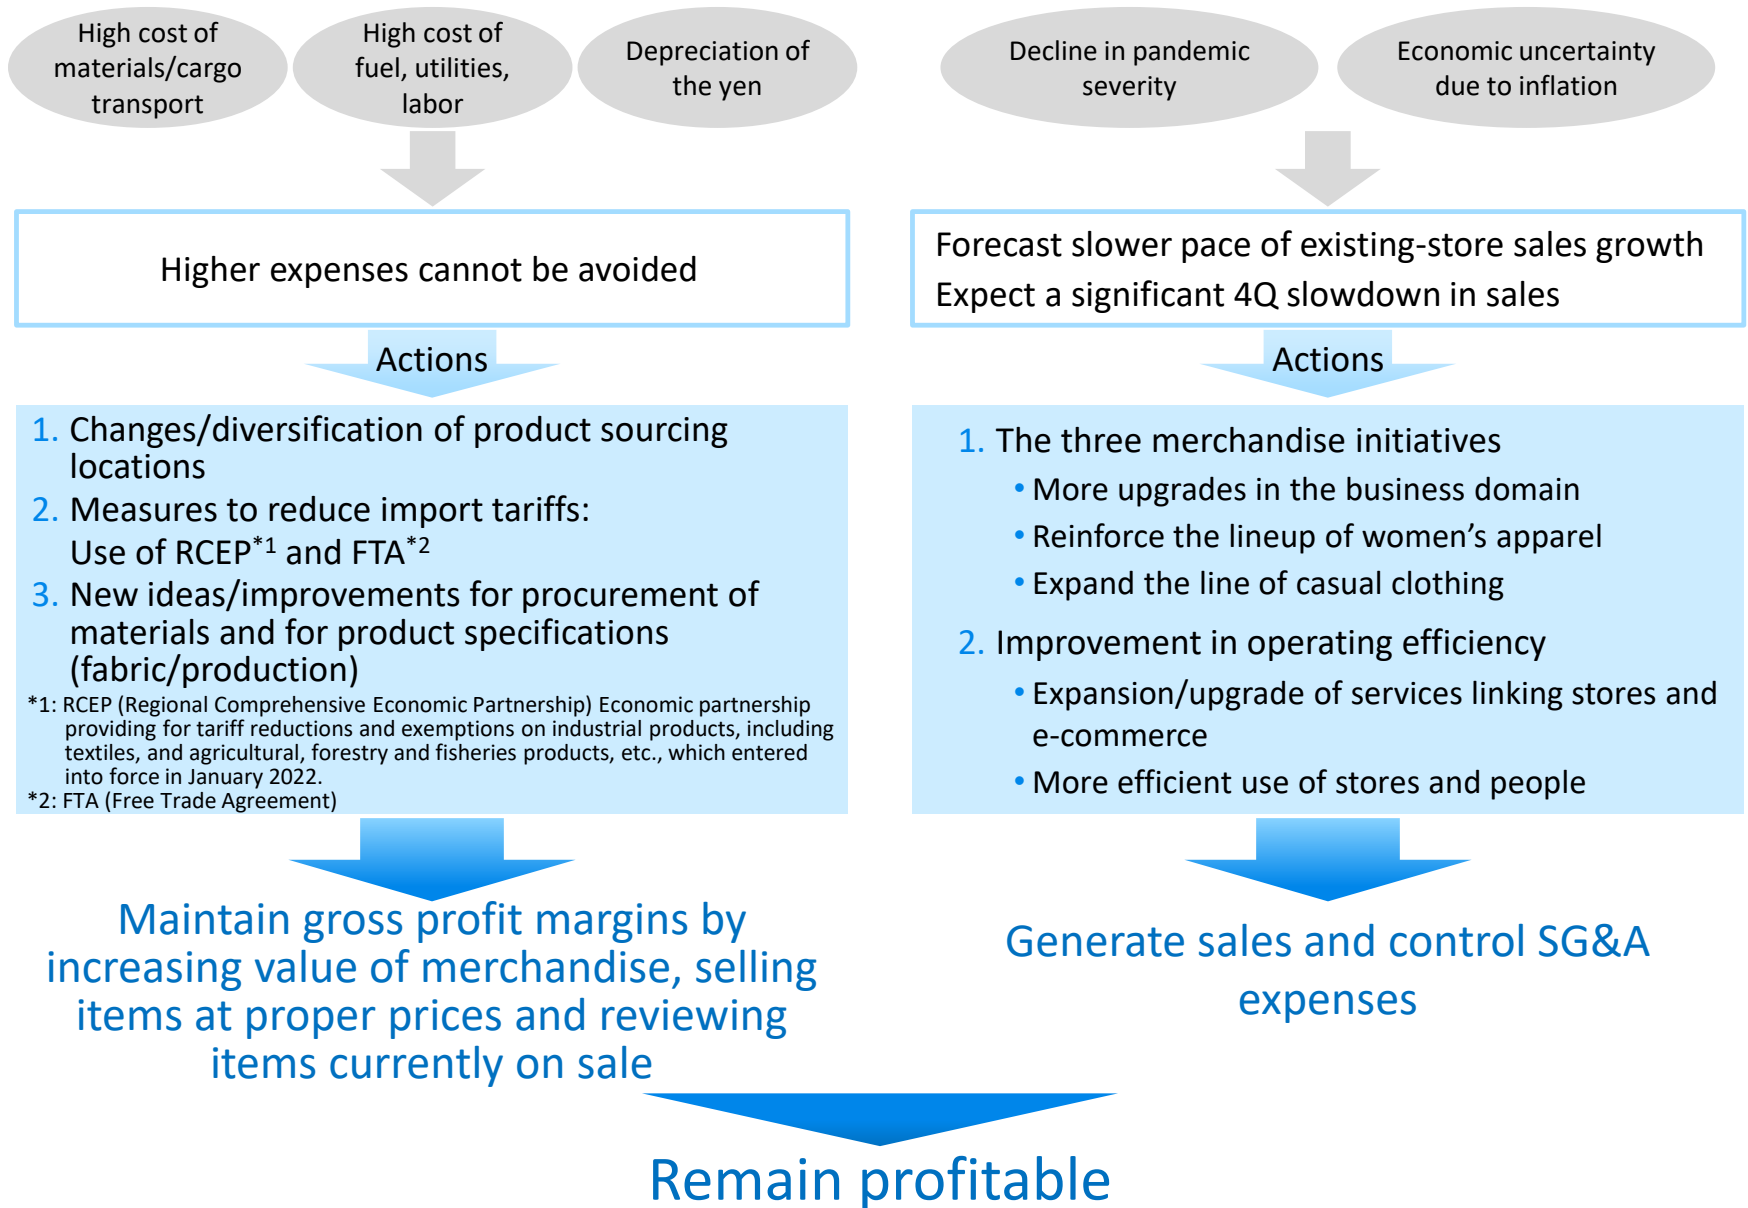 High cost of
materials/cargo
transport
High cost of
fuel, utilities,
labor
Depreciation of
the yen
Higher expenses cannot be avoided
Actions
1. Changes/diversification of product sourcing
locations
2. Measures to reduce import tariffs:
Use of RCEP*1 and FTA*2
3. New ideas/improvements for procurement of
materials and for product specifications
(fabric/production)
*1: RCEP (Regional Comprehensive Economic Partnership) Economic partnership
providing for tariff reductions and exemptions on industrial products, including
textiles, and agricultural, forestry and fisheries products, etc., which entered
into force in January 2022.
*2: FTA (Free Trade Agreement)
Maintain gross profit margins by
increasing value of merchandise, selling
items at proper prices and reviewing
items currently on sale
Decline in pandemic
severity
Economic uncertainty
due to inflation
Forecast slower pace of existing-store sales growth
Expect a significant 4Q slowdown in sales
Actions
1. The three merchandise initiatives
• More upgrades in the business domain
• Reinforce the lineup of women’s apparel
• Expand the line of casual clothing
2. Improvement in operating efficiency
• Expansion/upgrade of services linking stores and
e-commerce
• More efficient use of stores and people
Generate sales and control SG&A
expenses
Remain profitable